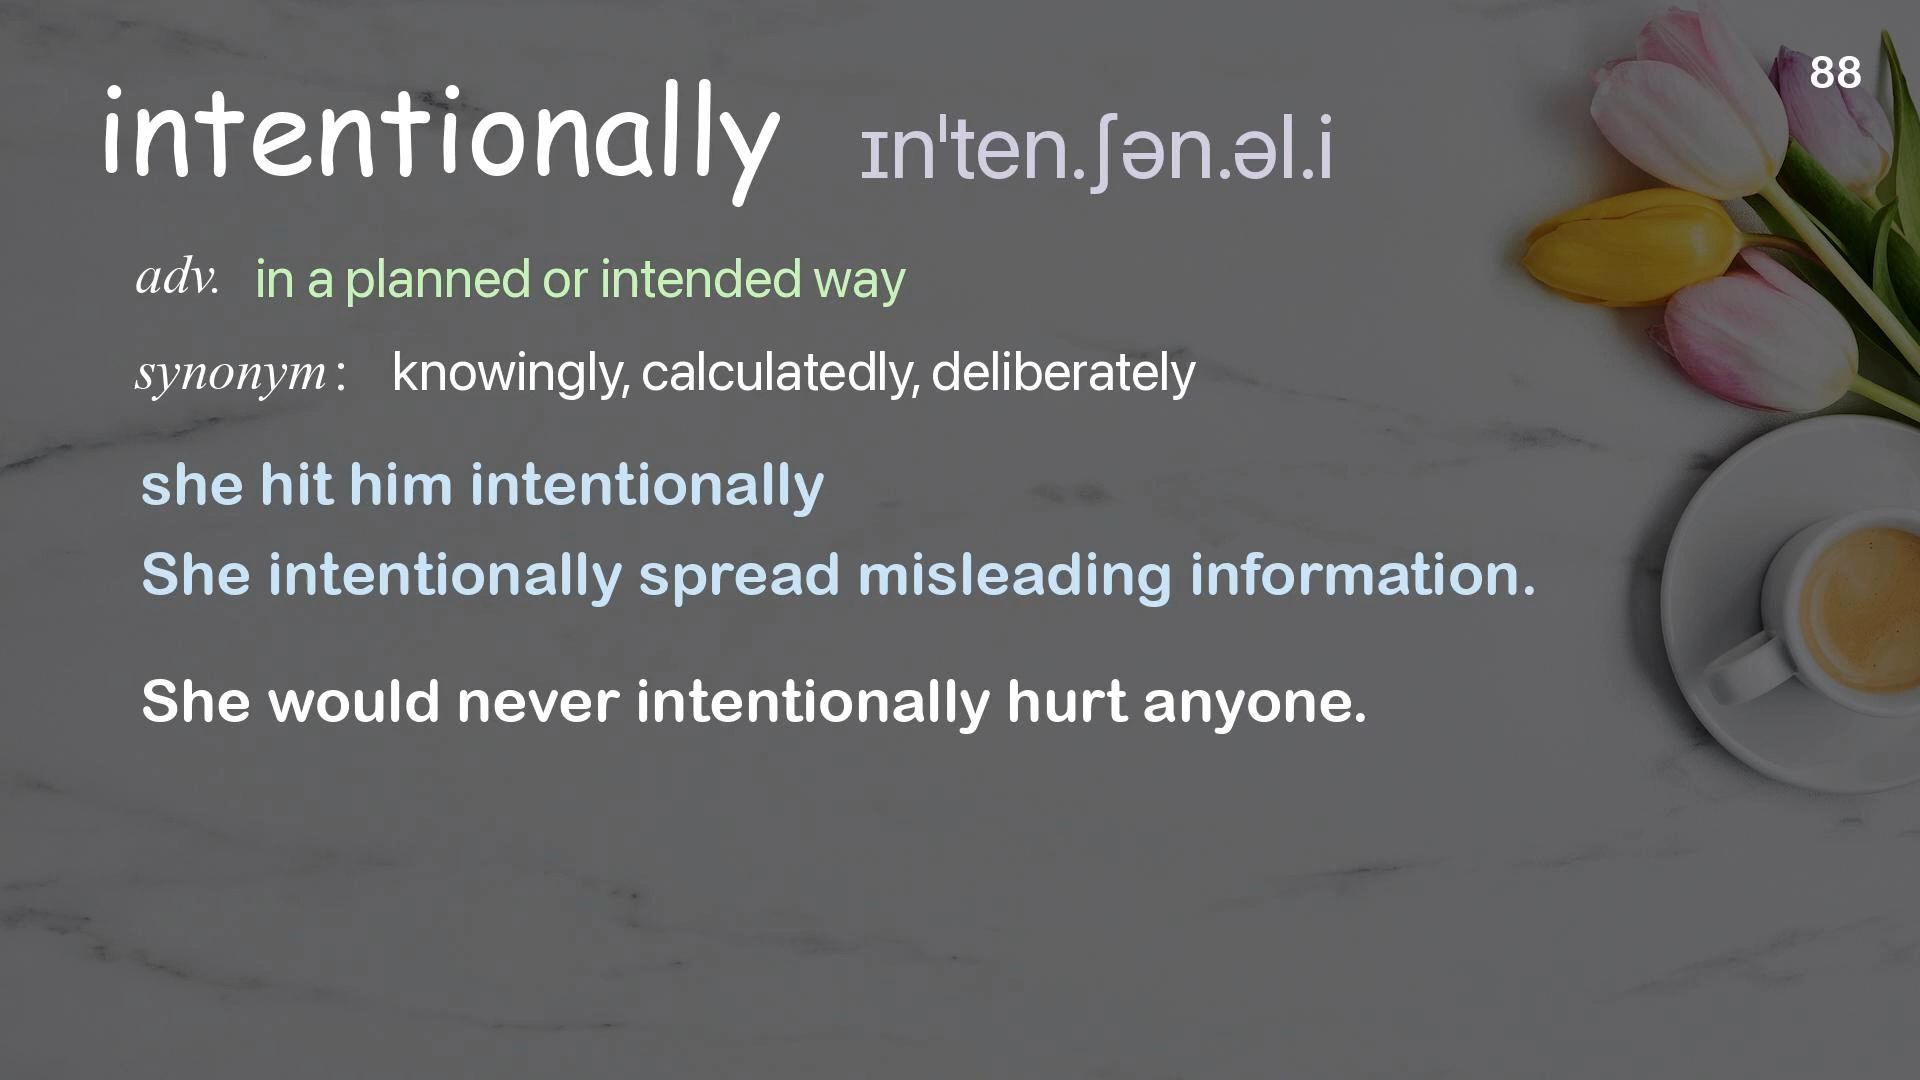 88
intentionally ɪnˈten.ʃən.əl.i
adv. in a planned or intended way
synonym : knowingly, calculatedly, deliberately
she hit him intentionally
She intentionally spread misleading information.
She would never intentionally hurt anyone.